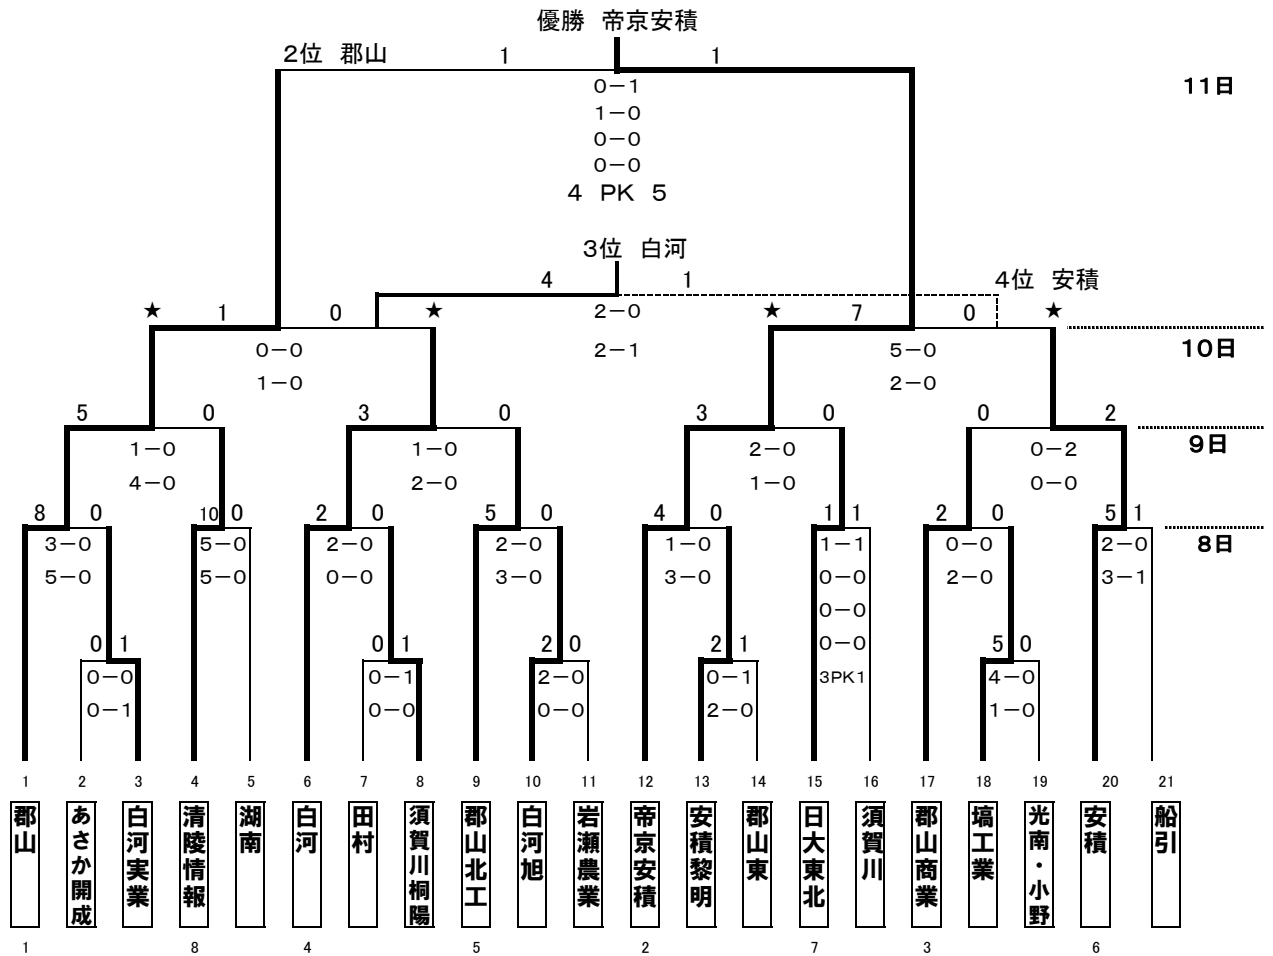 優勝 帝京安積
2位 郡山 1 1
0−1 11日
1−0
0−0
0−0
4 PK 5
3位 白河
4 1 4位 安積
★ 1 0 ★ 2−0 ★ 7 0 ★
0−0 2−1 5−0 10日
1−0 2−0
5 0 3 0 3 0 0 2
1−0 1−0 2−0 0−2 9日
4−0 2−0 1−0 0−0
8 0 10 0 2 0 5 0 4 0 1 1 2 0 5 1
3−0 5−0 2−0 2−0 1−0 1−1 0−0 2−0 8日
5−0 5−0 0−0 3−0 3−0 0−0 2−0 3−1
0−0
0 1 0 1 2 0 2 1 0−0 5 0
0−0 0−1 2−0 0−1 3PK1 4−0
0−1 0−0 0−0 2−0 1−0
1 2 3 4 5 6 7 8 9 10 11 12 13 14 15 16 17 18 19 20 21
郡山
あさか開成
白河実業
清陵情報
湖南
白河
田村
須賀川桐陽
郡山北工
白河旭
岩瀬農業
帝京安積
安積黎明
郡山東
日大東北
須賀川
郡山商業
塙工業
光南・小野
安積
船引
1 8 4 5 2 7 3 6